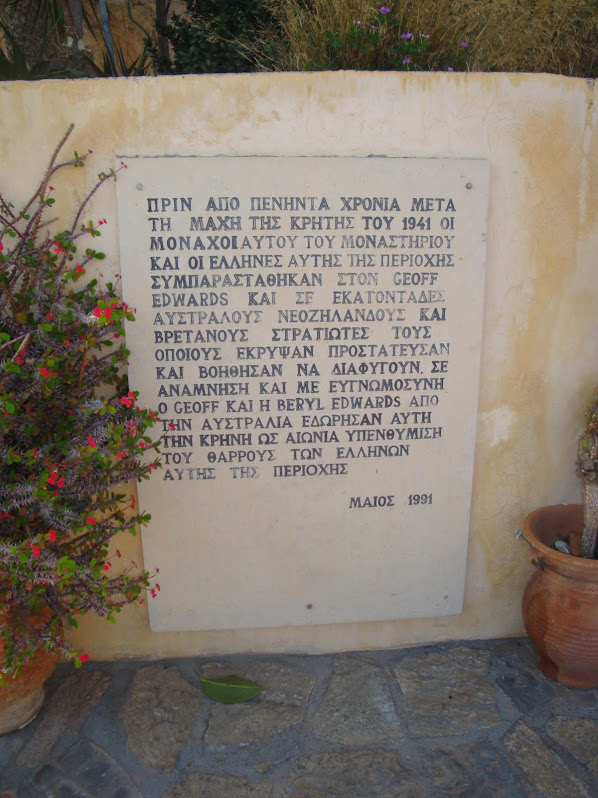 ΠΡΙΝ ΑΠΟ ΠΕΝΗΝΤΑ ΧΡΟΝΙΑ ΜΕΤΑ
ΤΗ ΜΑΧΗ ΤΗΣ ΚΡΗΤΗΣ ΤΟΥ 1941 ΟΙ
ΜΟΝΑΧΟΙ ΑΥΤΟΥ ΤΟΥ ΜΟΝΑΣΤΗΡΙΟΥ
ΚΑΙ ΟΙ ΕΛΛΗΝΕΣ ΑΥΤΗΣ ΤΗΣ ΠΕΡΙΟΧΗΣ
ΣΥΜΠΑΡΑΣΤΑΘΗΚΑΝ ΣΤΟΝ GEOFF
EDWARDS ΚΑΙ ΣΕ ΕΚΑΤΟΝΤΑΔΕΣ
ΑΥΣΤΡΑΛΟΥΣ ΝΕΟΖΗΛΑΝΔΟΥΣ ΚΑΙ
ΒΡΕΤΑΝΟΥΣ ΣΤΡΑΤΙΩΤΕΣ ΤΟΥΣ
ΟΠΟΙΟΥΣ ΕΚΡΥΨΑΝ ΠΡΟΣΤΑΤΕΥΣΑΝ
ΚΑΙ ΒΟΗΘΗΣΑΝ ΝΑ ΔΙΑΦΥΓΟΥΝ. ΣΕ
ΑΝΑΜΝΗΣΗ ΚΑΙ ΜΕ ΕΥΓΝΩΜΟΣΥΝΗ
Ο GEOFF ΚΑΙ Η BERYL EDWARDS ΑΠΟ
ΤΗΝ ΑΥΣΤΡΑΛΙΑ ΕΔΩΡΗΣΑΝ ΑΥΤΗ
ΤΗΝ ΚΡΗΝΗ ΩΣ ΑΙΩΝΙΑ ΥΠΕΝΘΥΜΙΣΗ
ΤΟΥ ΘΑΡΡΟΥΣ ΤΩΝ ΕΛΛΗΝΩΝ
ΑΥΤΗΣ ΤΗΣ ΠΕΡΙΟΧΗΣ
ΜΑΙΟΣ 1991